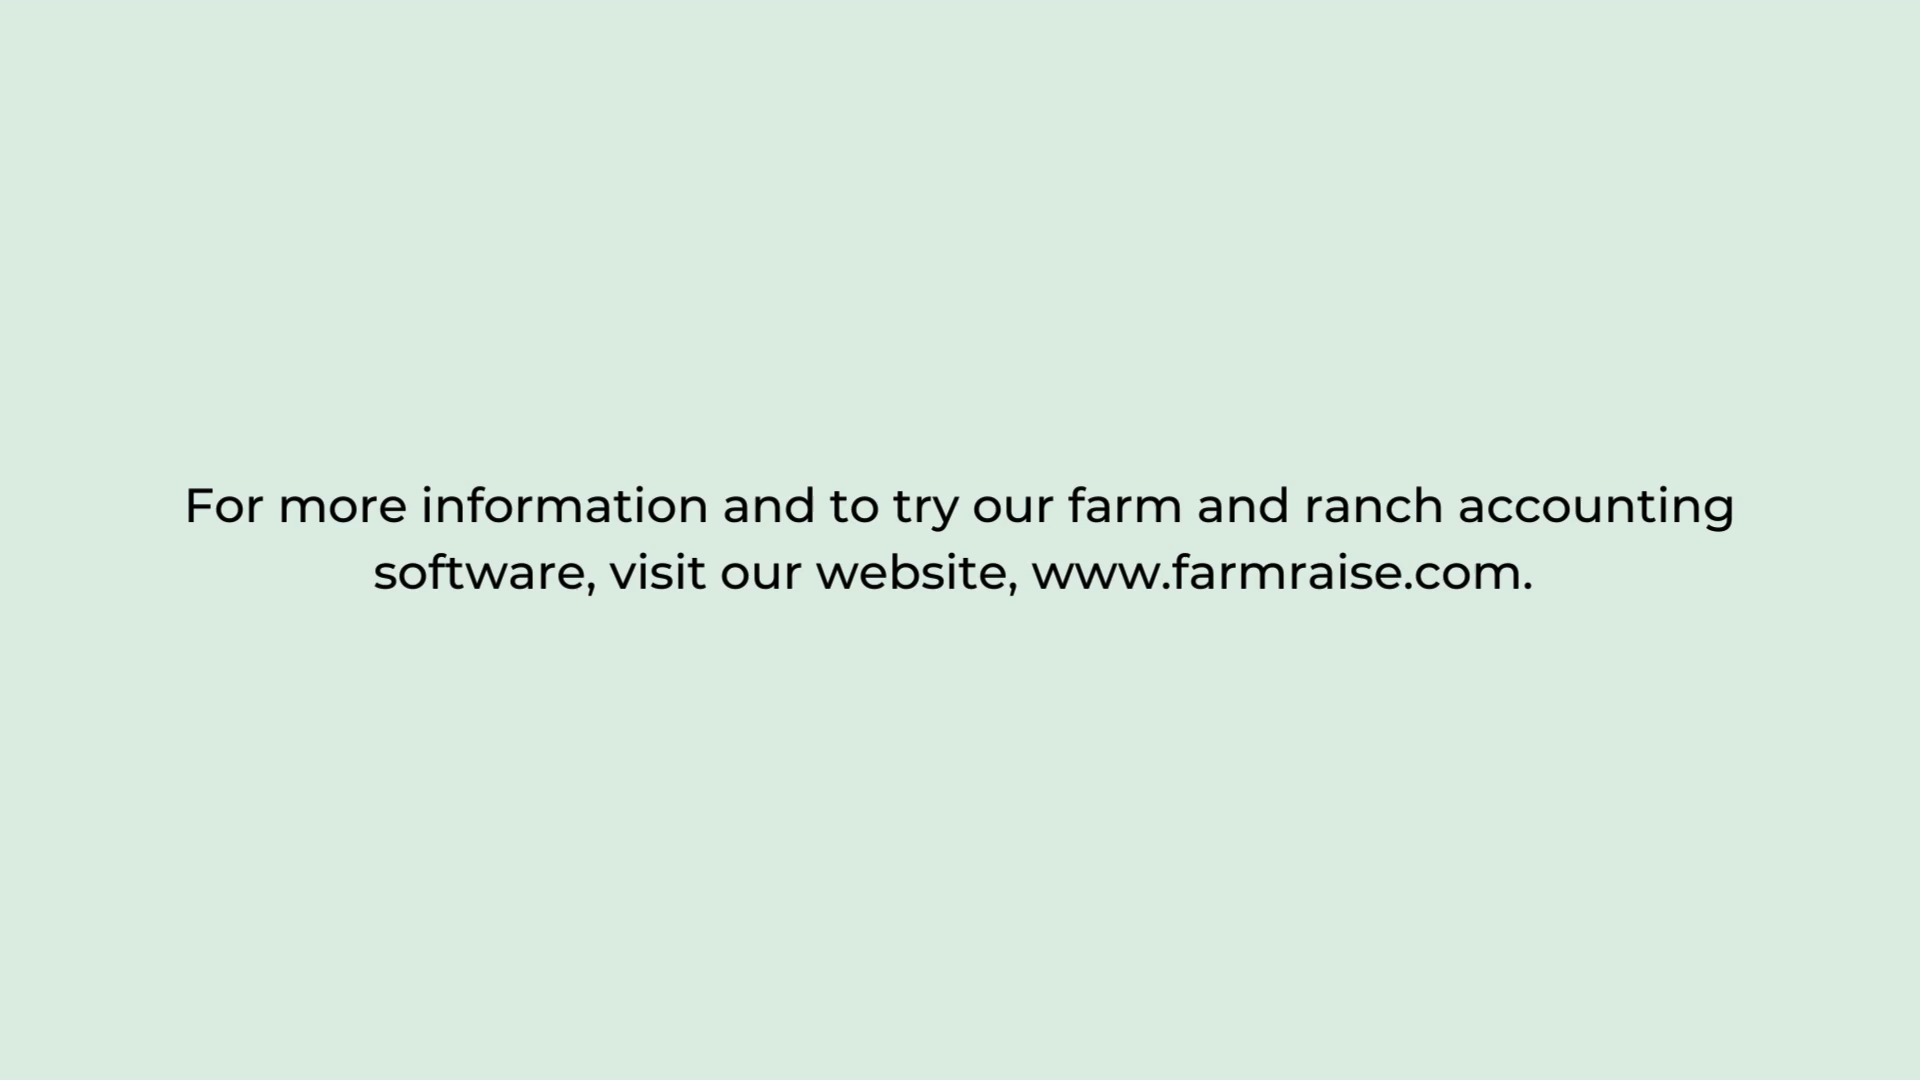 For more information and to try our farm and ranch accounting
software, visit our website, www.farmraise.com.